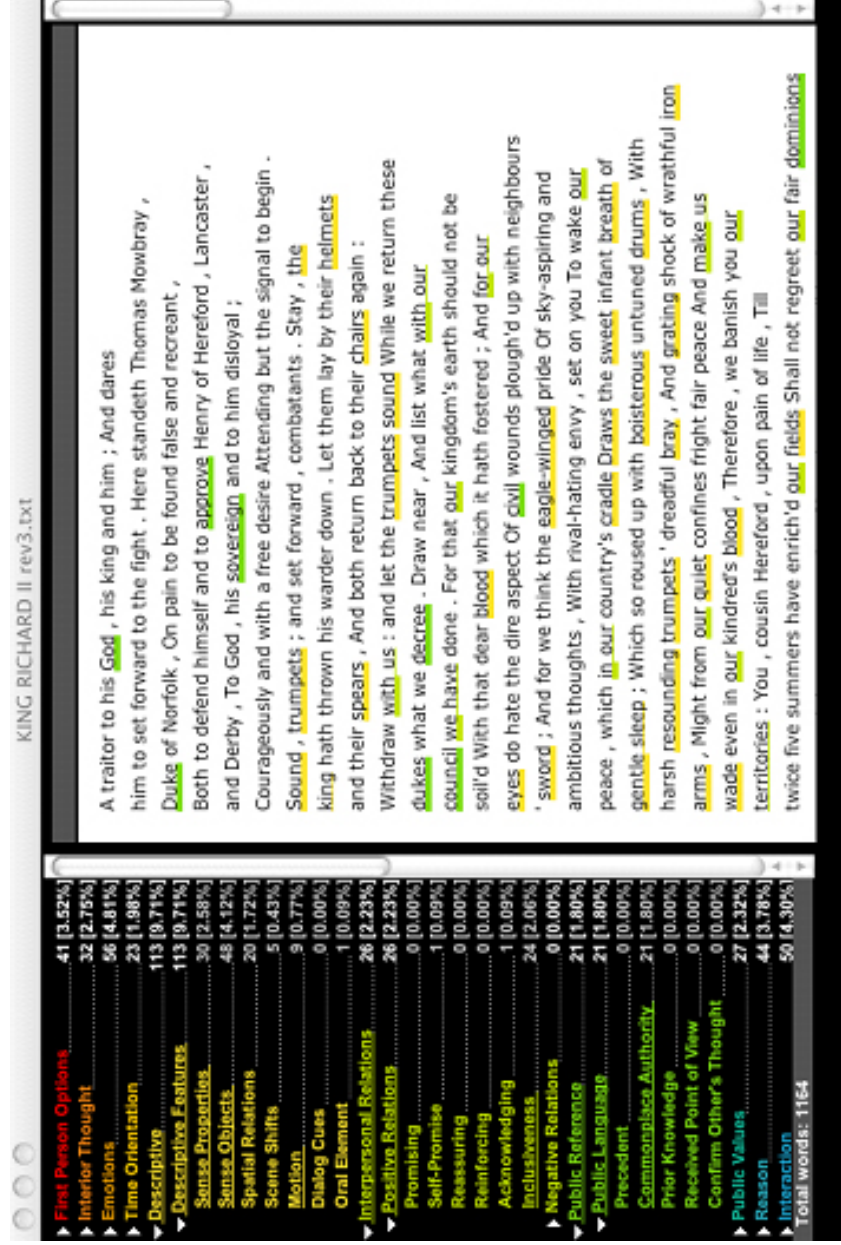 KING RICHARD II rev3.txt
First Person Options 41 [3.52%]
Interior Thought 32 [2.75%]
Emotions 56 [4.81%]
Time Orientation 23 [1.98%]
Descriptive 113 [9.71%]
Descriptive Features 113 [9.71%]
Sense Properties 30 [2.58%]
Sense Objects 48 [4.12%]
Spatial Relations 20 [1.72%]
Scene Shifts 5 [0.43%]
Motion 9 [0.77%]
Dialog Cues 0 [0.00%]
Oral Element 1 [0.09%]
Interpersonal Relations 26 [2.23%]
Positive Relations 26 [2.23%]
Promising 0 [0.00%]
Self-Promise 1 [0.09%]
Reassuring 0 [0.00%]
Reinforcing 0 [0.00%]
Acknowledging 1 [0.09%]
Inclusiveness 24 [2.06%]
Negative Relations 0 [0.00%]
Public Reference 21 [1.80%]
Public Language 21 [1.80%]
Precedent 0 [0.00%]
Commonplace Authority 21 [1.80%]
Prior Knowledge 0 [0.00%]
Received Point of View 0 [0.00%]
Confirm Other's Thought 0 [0.00%]
Public Values 27 [2.32%]
Reason 44 [3.78%]
Interaction 50 [4.30%]
Total words: 1164
A traitor to his God , his king and him ; And dares
him to set forward to the fight . Here standeth Thomas Mowbray ,
Duke of Norfolk , On pain to be found false and recreant ,
Both to defend himself and to approve Henry of Hereford , Lancaster ,
and Derby , To God , his sovereign and to him disloyal ;
Courageously and with a free desire Attending but the signal to begin .
Sound , trumpets ; and set forward , combatants . Stay , the
king hath thrown his warder down . Let them lay by their helmets
and their spears , And both return back to their chairs again :
Withdraw with us : and let the trumpets sound While we return these
dukes what we decree . Draw near , And list what with our
council we have done . For that our kingdom's earth should not be
soil'd With that dear blood which it hath fostered ; And for our
eyes do hate the dire aspect Of civil wounds plough'd up with neighbours
' sword ; And for we think the eagle-winged pride Of sky-aspiring and
ambitious thoughts , With rival-hating envy , set on you To wake our
peace , which in our country's cradle Draws the sweet infant breath of
gentle sleep ; Which so roused up with boisterous untuned drums , With
harsh resounding trumpets ' dreadful bray , And grating shock of wrathful iron
arms , Might from our quiet confines fright fair peace And make us
wade even in our kindred's blood , Therefore , we banish you our
territories : You , cousin Hereford , upon pain of life , Till
twice five summers have enrich'd our fields Shall not regreet our fair dominions